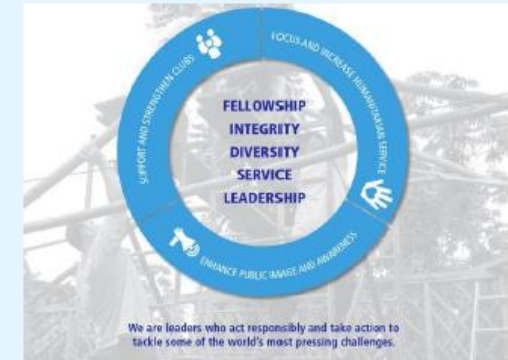 SUPPORT AND STRENGTHEN CLUBS
FOCUS AND INCREASE HUMANITARIAN SERVICE
FELLOWSHIP
INTEGRITY
DIVERSITY
SERVICE
LEADERSHIP
ENHANCE PUBLIC IMAGE AND AWARENESS
We are leaders who act responsibly and take action to
tackle some of the world's most pressing challenges.